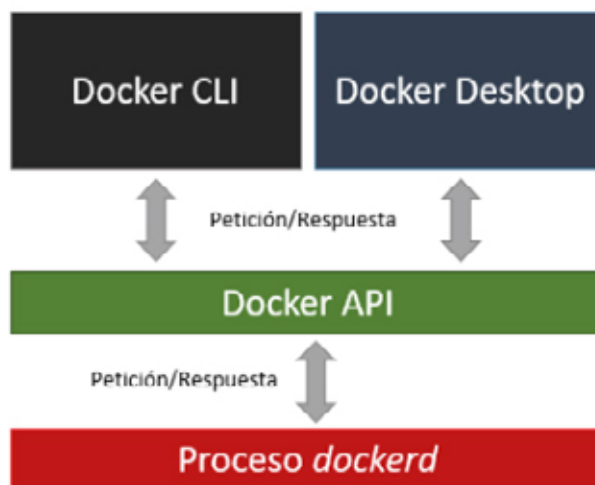 Docker CLI
Docker Desktop
Petición/Respuesta
Docker API
Petición/Respuesta
Proceso dockerd